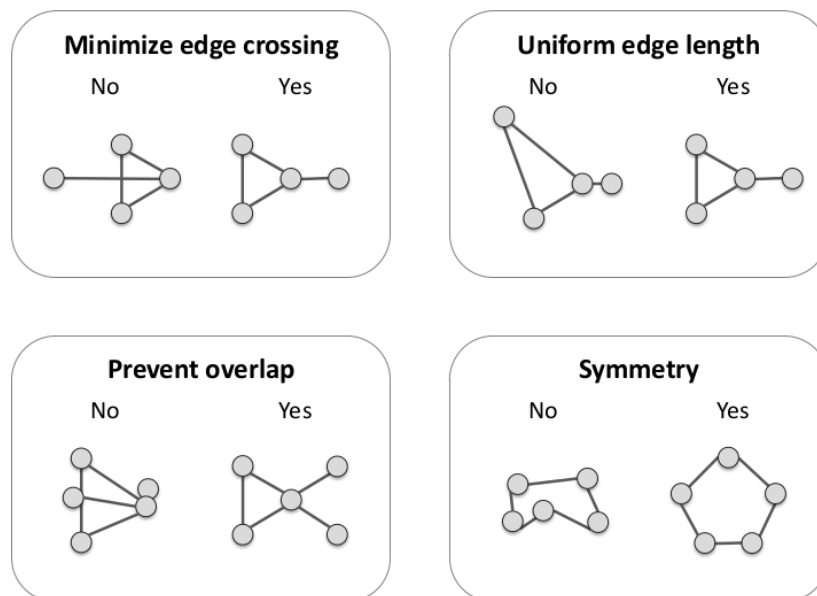 Minimize edge crossing
No Yes
Uniform edge length
No Yes
Prevent overlap
No Yes
Symmetry
No Yes